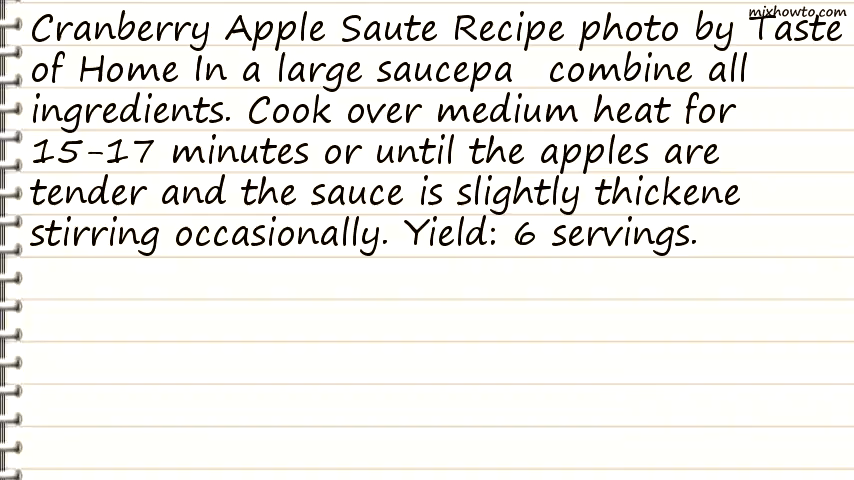 mixhowto.com
Cranberry Apple Saute Recipe photo by Taste
of Home In a large saucepa combine all
ingredients. Cook over medium heat for
15-17 minutes or until the apples are
tender and the sauce is slightly thickene
stirring occasionally. Yield: 6 servings.